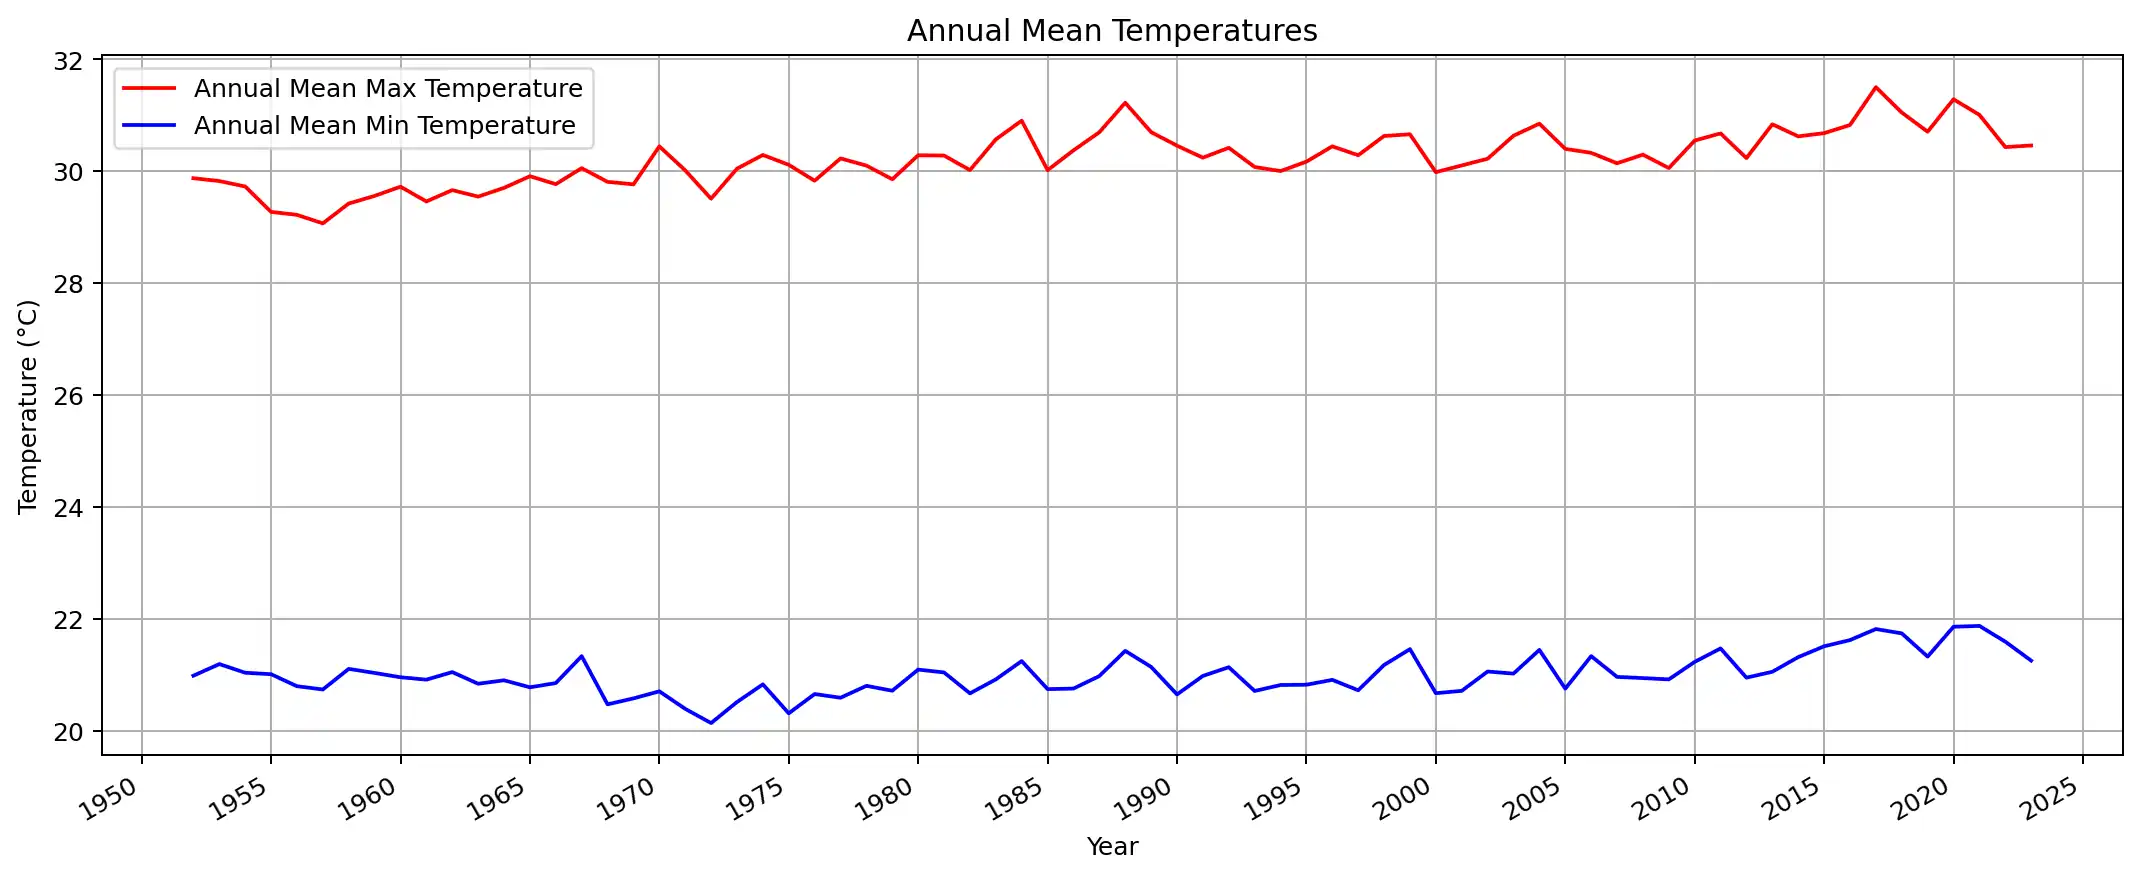 Annual Mean Temperatures
32
Annual Mean Max Temperature
Annual Mean Min Temperature
30
28
26
24
22
20
Temperature (°C)
1950 1955 1960 1965 1970 1975 1980 1985 1990 1995 2000 2005 2010 2015 2020 2025
Year